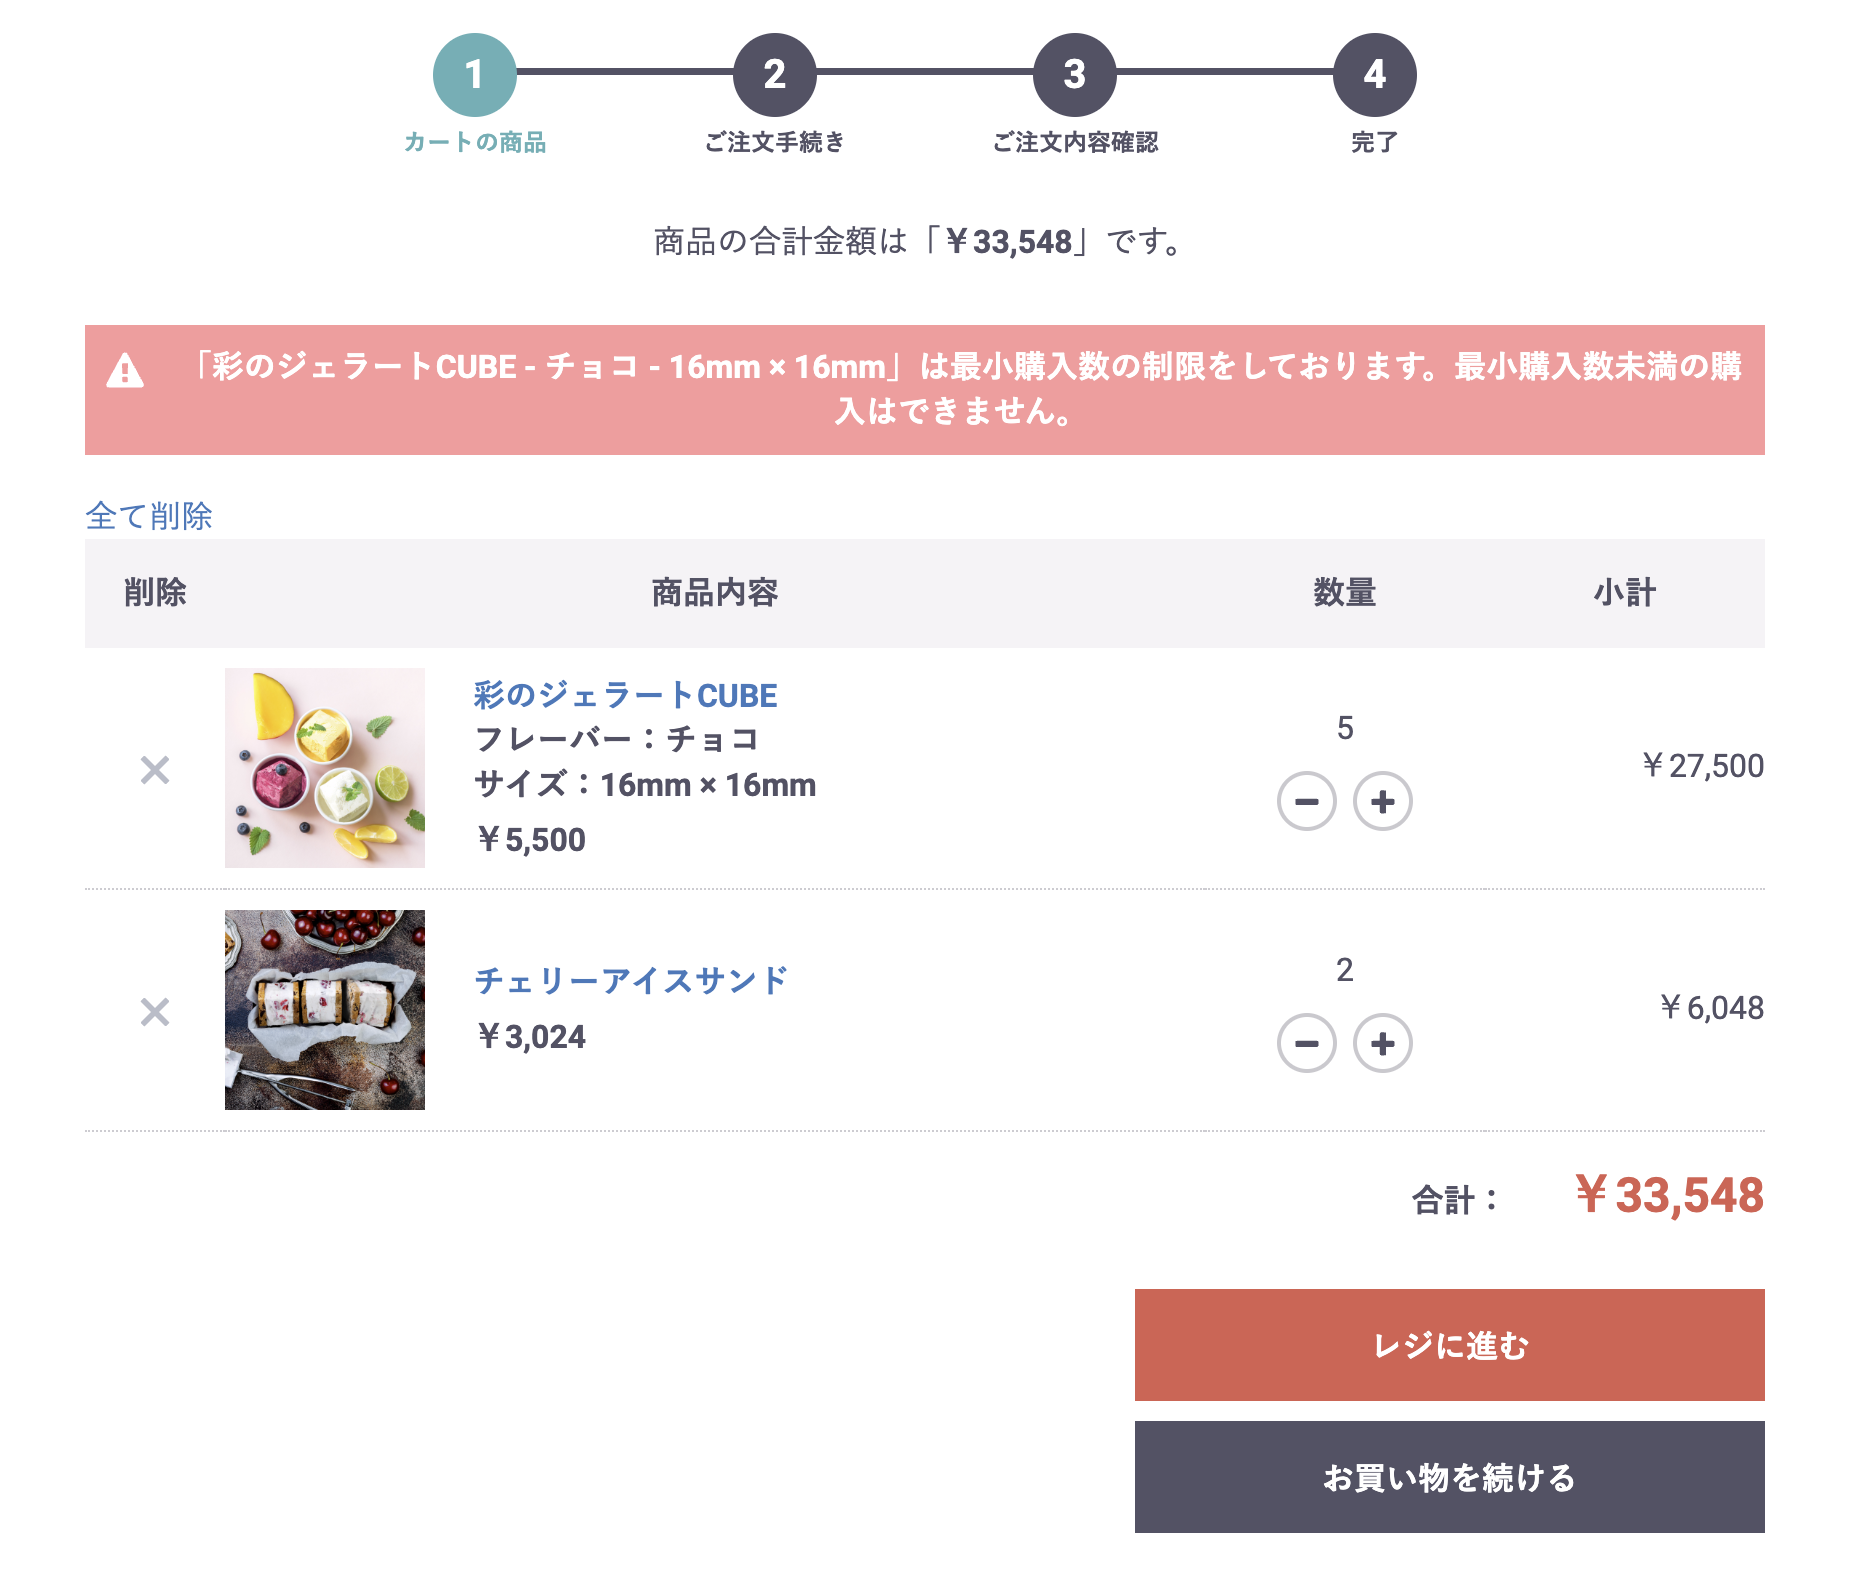 1
2
3
4
カートの商品
ご注文手続き
ご注文内容確認
完了
商品の合計金額は「￥33,548」です。
「彩のジェラートCUBE - チョコ - 16mm × 16mm」は最小購入数の制限をしております。最小購入数未満の購
入はできません。
全て削除
削除
商品内容
数量
小計
彩のジェラートCUBE
フレーバー：チョコ
サイズ：16mm × 16mm
￥5,500
5
￥27,500
チェリーアイスサンド
￥3,024
2
￥6,048
合計：
￥33,548
レジに進む
お買い物を続ける